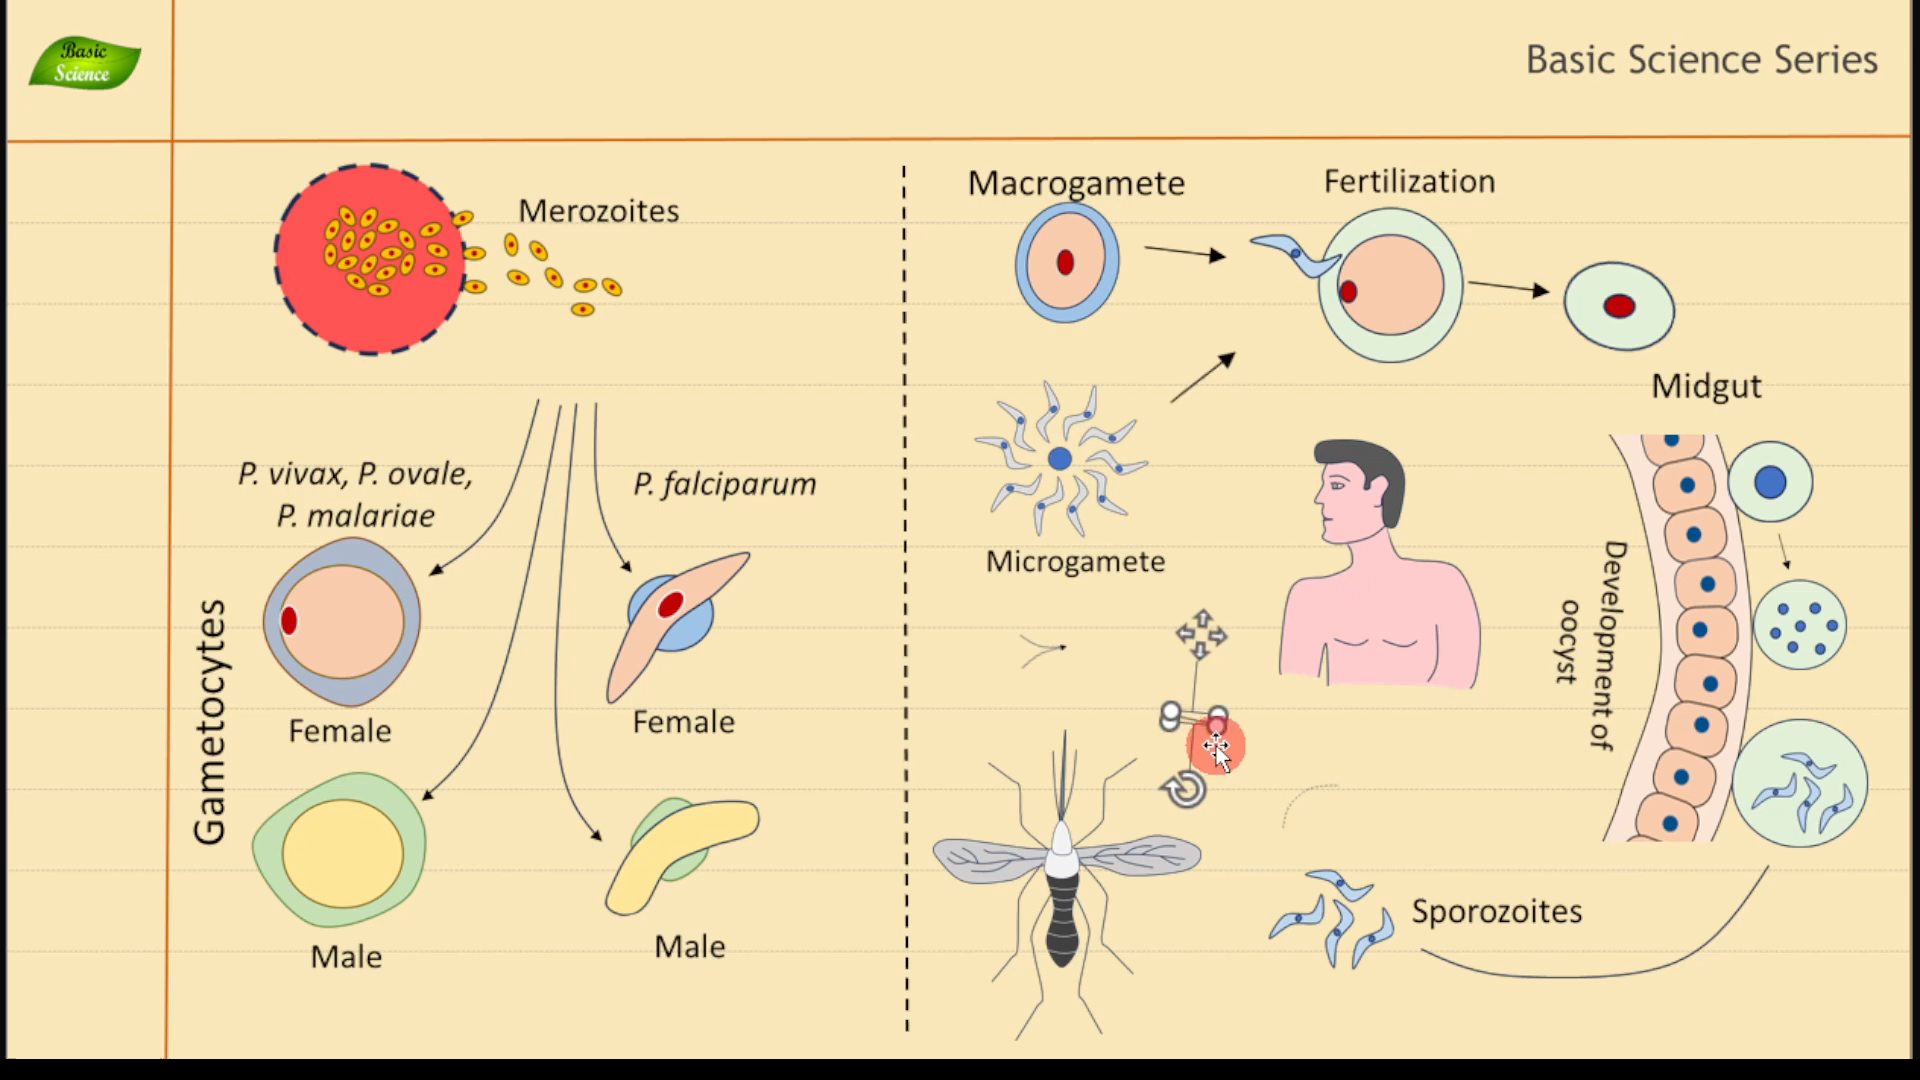 Basic
Science
Basic Science Series
Merozoites
P. vivax, P. ovale,
P. malariae
P. falciparum
Gametocytes
Female
Female
Male
Male
Macrogamete
Fertilization
Midgut
Microgamete
Development of
oocyst
Sporozoites